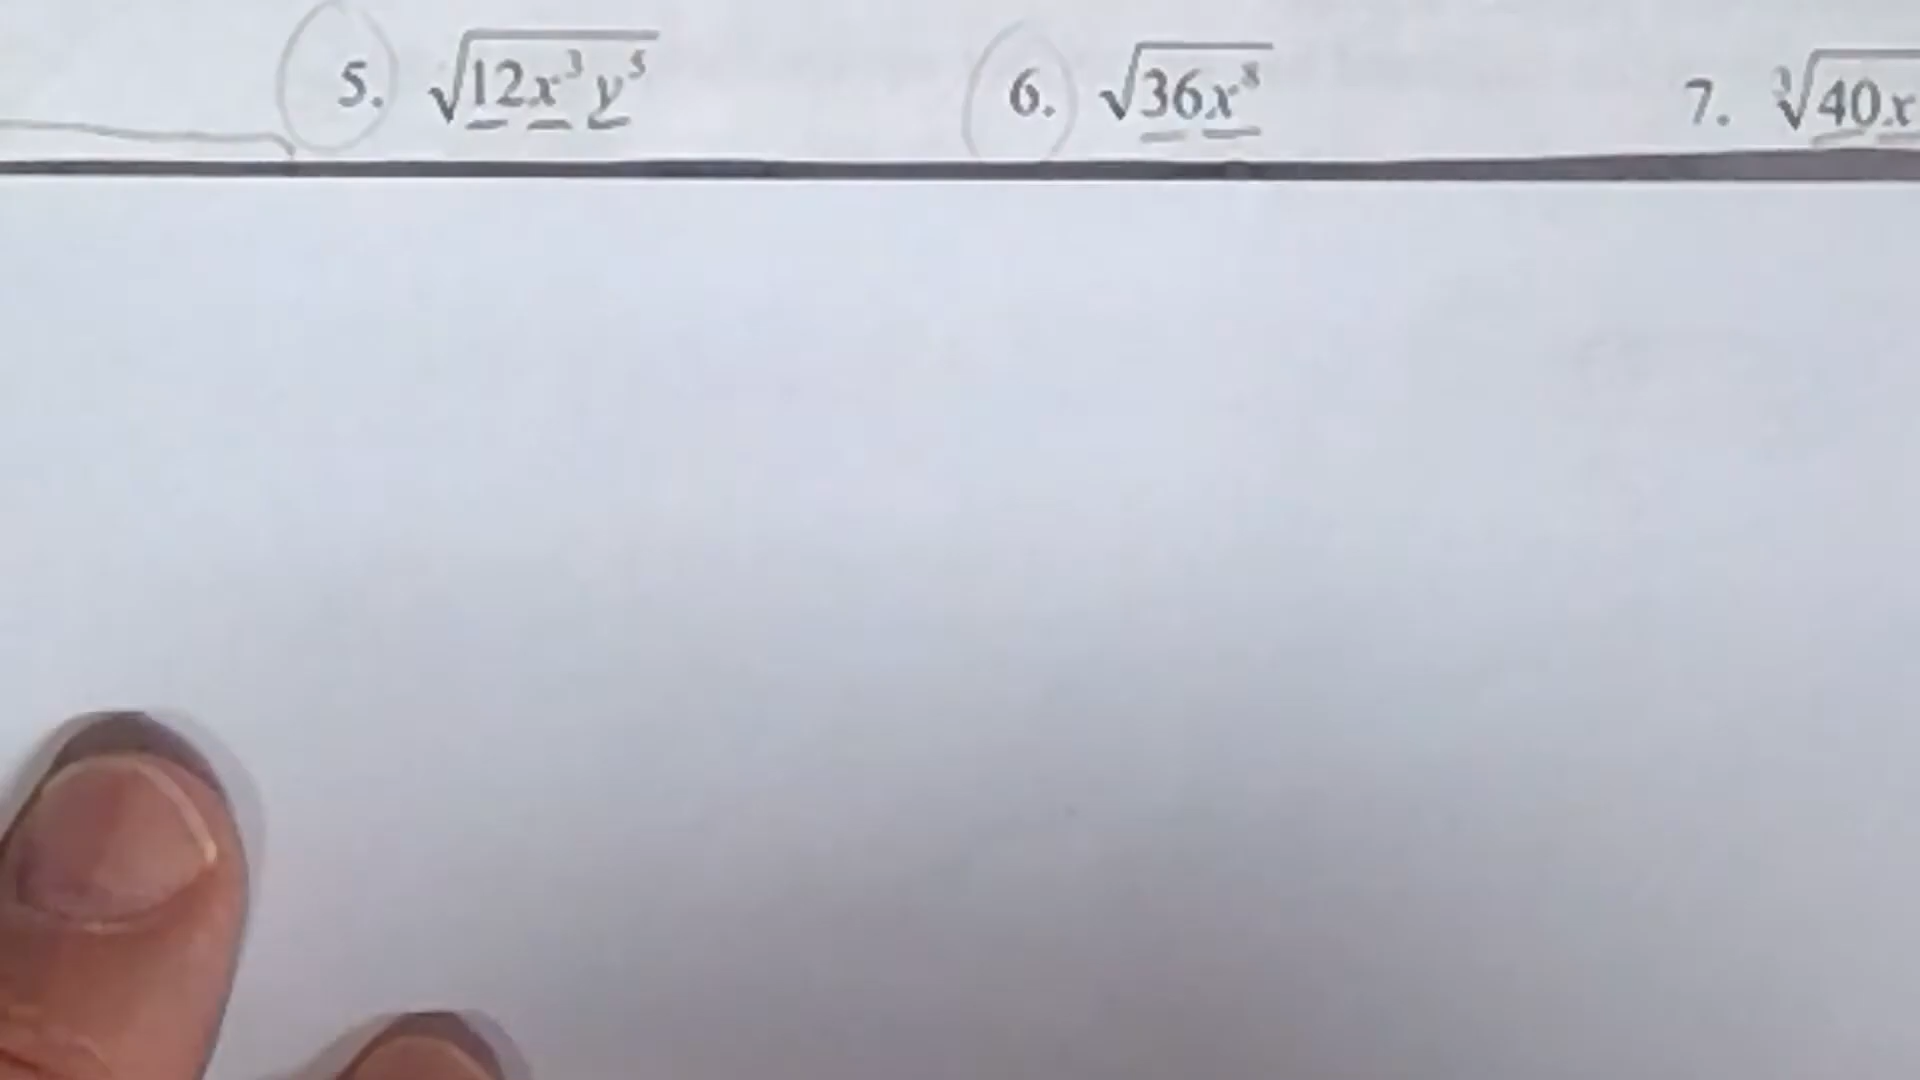 5. √12x³y⁵ 6. √36x⁸ 7. ∛40x